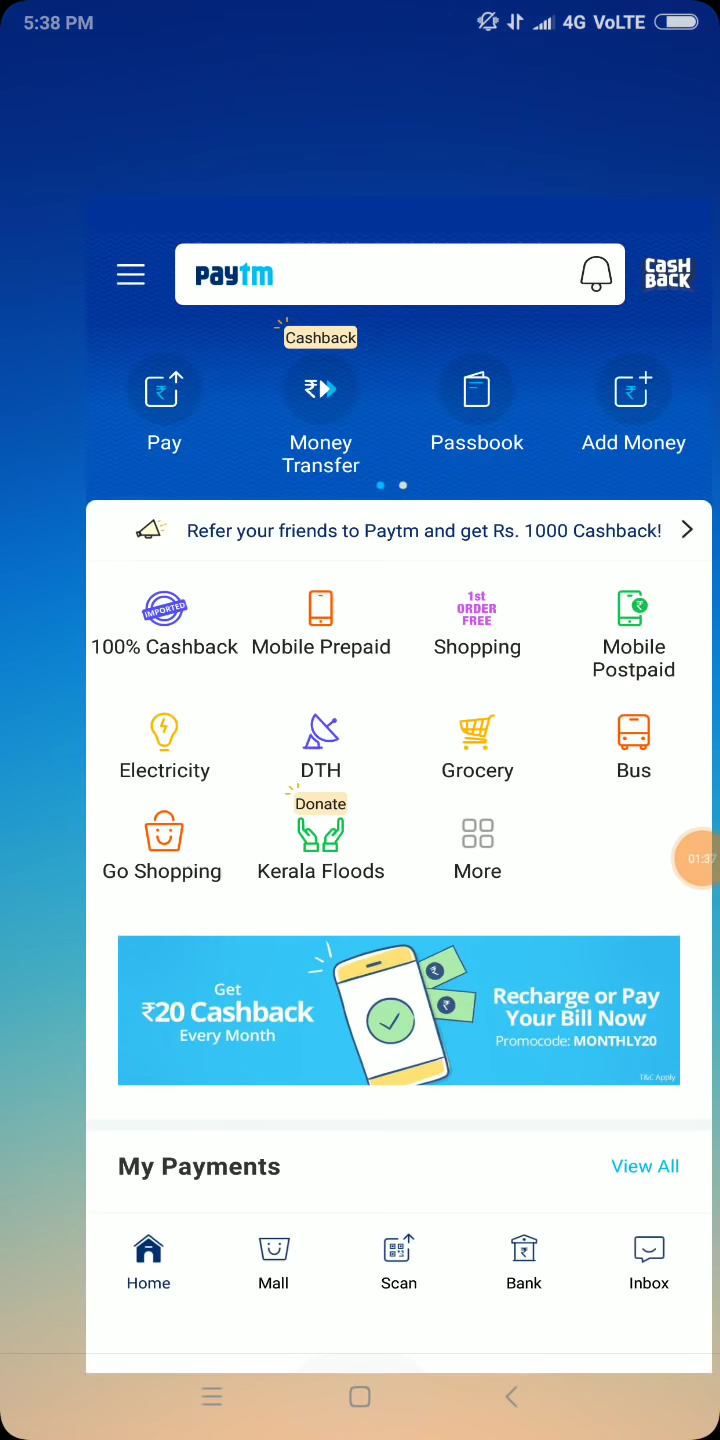 5:38 PM
4G VoLTE
paytm
CASH
BACK
Cashback
Pay
Money
Transfer
Passbook
Add Money
Refer your friends to Paytm and get Rs. 1000 Cashback!
IMPORTED
100% Cashback
Mobile Prepaid
1st
ORDER
FREE
Shopping
Mobile
Postpaid
Electricity
DTH
Grocery
Bus
Go Shopping
Donate
Kerala Floods
More
01:37
Get
₹20 Cashback
Every Month
Recharge or Pay
Your Bill Now
Promocode: MONTHLY20
T&C Apply
My Payments
View All
Home
Mall
Scan
Bank
Inbox